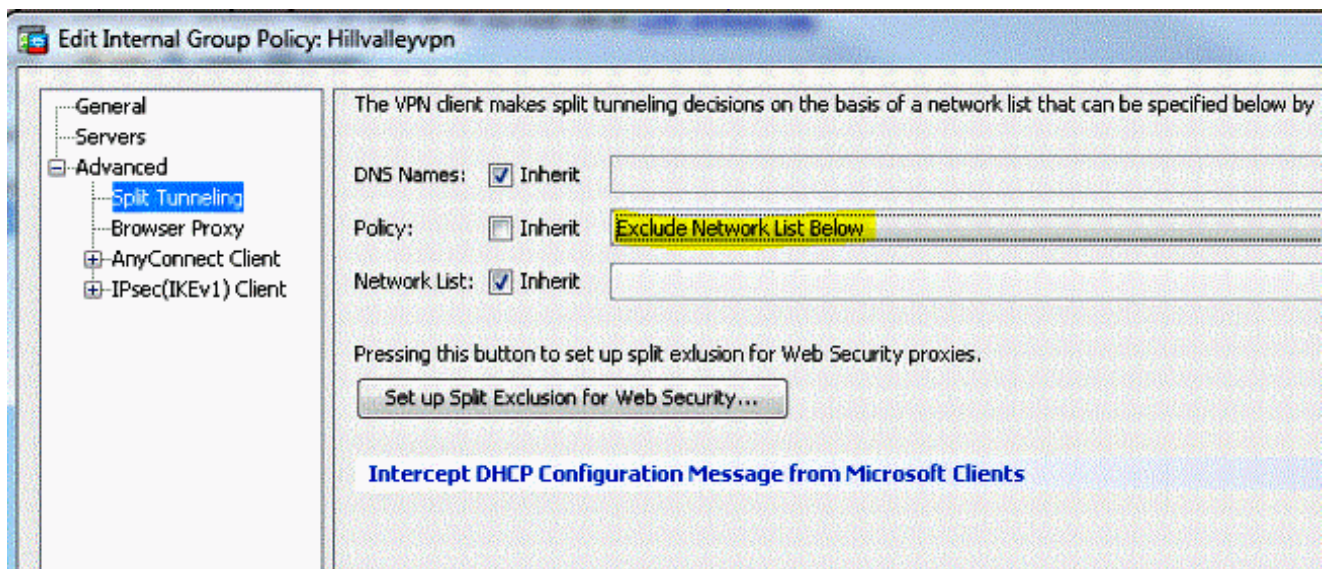 Edit Internal Group Policy: Hillvalleyvpn
General
Servers
Advanced
Split Tunneling
Browser Proxy
AnyConnect Client
IPsec(IKEv1) Client
The VPN client makes split tunneling decisions on the basis of a network list that can be specified below by
DNS Names: Inherit
Policy: Inherit Exclude Network List Below
Network List: Inherit
Pressing this button to set up split exlusion for Web Security proxies.
Set up Split Exclusion for Web Security...
Intercept DHCP Configuration Message from Microsoft Clients